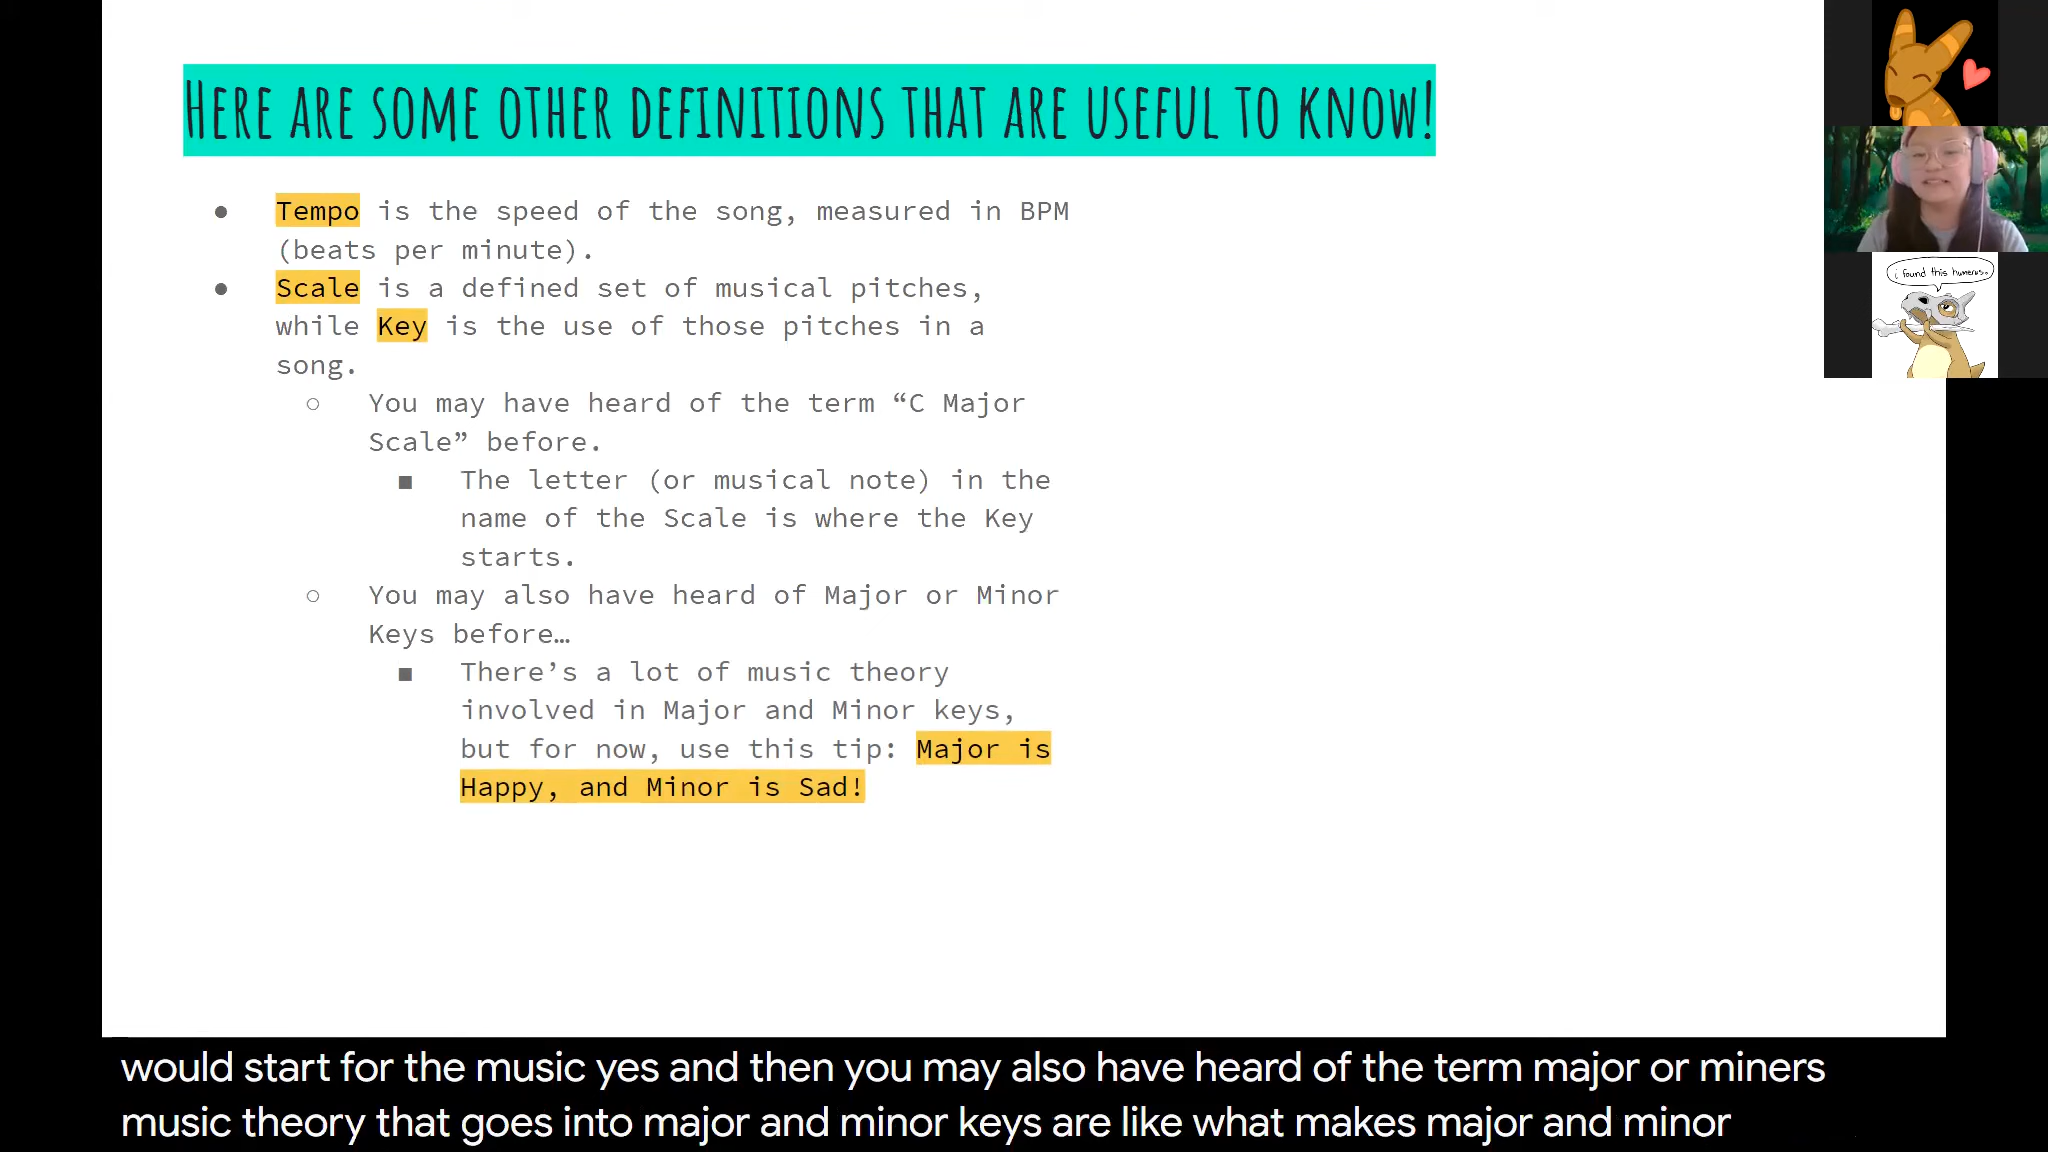 HERE ARE SOME OTHER DEFINITIONS THAT ARE USEFUL TO KNOW!
● Tempo is the speed of the song, measured in BPM
(beats per minute).
● Scale is a defined set of musical pitches,
while Key is the use of those pitches in a
song.
○ You may have heard of the term “C Major
Scale” before.
■ The letter (or musical note) in the
name of the Scale is where the Key
starts.
○ You may also have heard of Major or Minor
Keys before…
■ There’s a lot of music theory
involved in Major and Minor keys,
but for now, use this tip: Major is
Happy, and Minor is Sad!
i found this humerus.
would start for the music yes and then you may also have heard of the term major or miners
music theory that goes into major and minor keys are like what makes major and minor